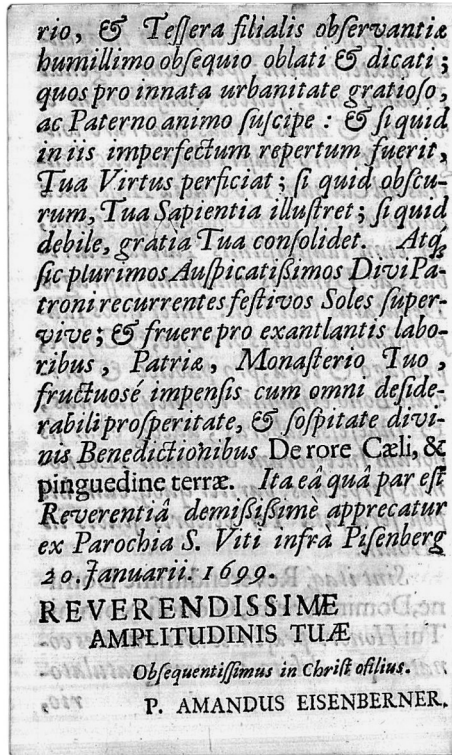 rio, & Teſſera filialis obſervantiæ
humillimo obſequio oblati & dicati ;
quos pro innata urbanitate gratioſo,
ac Paterno animo ſuſcipe : & ſi quid
in iis imperfectum repertum fuerit,
Tua Virtus perficiat ; ſi quid obſcu-
rum, Tua Sapientia illuſtret ; ſi quid
debile, gratia Tua conſolidet. Atq́;
ſic plurimos Auſpicatiſſimos Divi Pa-
troni recurrentes feſtivos Soles ſuper-
vive ; & fruere pro exantlantis labo-
ribus , Patriæ , Monaſterio Tuo ,
fructuosé impenſis cum omni deſide-
rabili proſperitate, & ſoſpitate divi-
nis Benedictionibus De rore Cæli, &
pinguedine terræ. Ita eâ quâ par eſt
Reverentiâ demiſiſſimè apprecatur
ex Parochia S. Viti infrà Piſenberg
20. Januarii. 1699.
REVERENDISSIMÆ
AMPLITUDINIS TUÆ
Obſequentiſſimus in Chriſt ofilius.
P. AMANDUS EISENBERNER.